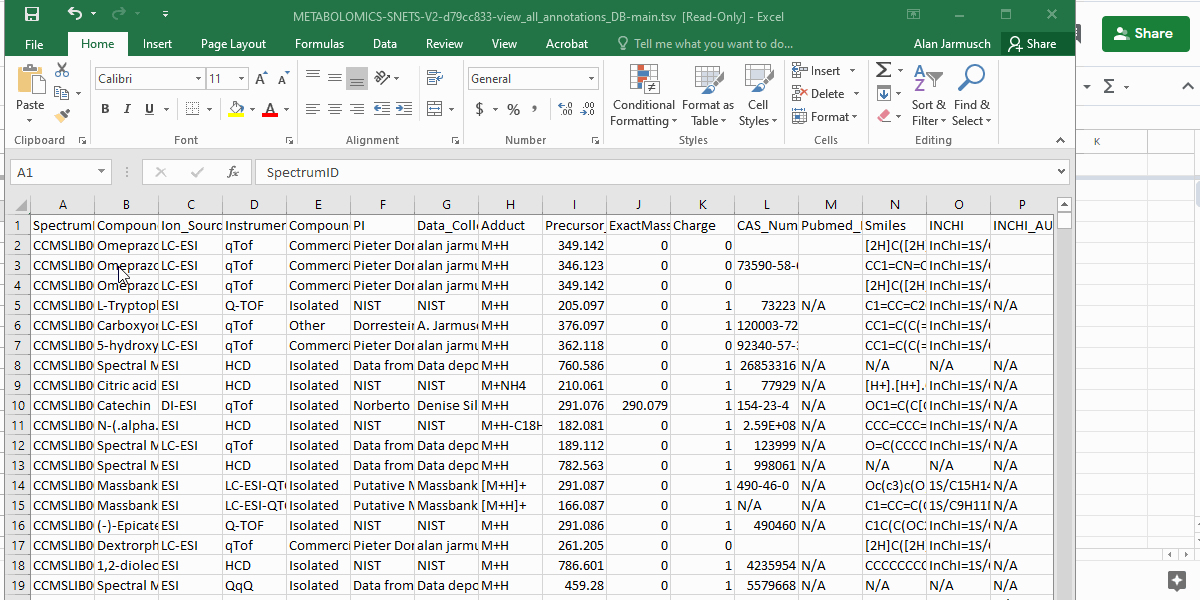 METABOLOMICS-SNETS-V2-d79cc833-view_all_annotations_DB-main.tsv [Read-Only] - Excel
File Home Insert Page Layout Formulas Data Review View Acrobat Tell me what you want to do... Alan Jarmusch Share
Share
Paste
Calibri 11
B I U
General
$ % ,
Conditional Formatting
Format as Table
Cell Styles
Insert
Delete
Format
Sort & Filter
Find & Select
Clipboard Font Alignment Number Styles Cells Editing
A1 fx SpectrumID
K
A B C D E F G H I J K L M N O P
1 SpectrumI Compoun Ion_Sourc Instrumen Compoun PI Data_Colle Adduct Precursor_ ExactMass Charge CAS_Num Pubmed_ Smiles INCHI INCHI_AU
2 CCMSLIB0 Omeprazo LC-ESI qTof Commerci Pieter Dor alan jarmu M+H 349.142 0 0 [2H]C([2H InChI=1S/
3 CCMSLIB0 Omeprazo LC-ESI qTof Commerci Pieter Dor alan jarmu M+H 346.123 0 0 73590-58- CC1=CN=C InChI=1S/
4 CCMSLIB0 Omeprazo LC-ESI qTof Commerci Pieter Dor alan jarmu M+H 349.142 0 0 [2H]C([2H InChI=1S/
5 CCMSLIB0 L-Tryptop ESI Q-TOF Isolated NIST NIST M+H 205.097 0 1 73223 N/A C1=CC=C2 InChI=1S/ N/A
6 CCMSLIB0 Carboxyo LC-ESI qTof Other Dorrestein A. Jarmusc M+H 376.097 0 1 120003-72 CC1=C(C(= InChI=1S/
7 CCMSLIB0 5-hydroxy LC-ESI qTof Commerci Pieter Dor alan jarmu M+H 362.118 0 0 92340-57- CC1=C(C(= InChI=1S/
8 CCMSLIB0 Spectral M ESI HCD Isolated Data from Data depo M+H 760.586 0 1 26853316 N/A N/A N/A N/A
9 CCMSLIB0 Citric acid ESI HCD Isolated NIST NIST M+NH4 210.061 0 1 77929 N/A [H+].[H+]. InChI=1S/ N/A
10 CCMSLIB0 Catechin DI-ESI qTof Isolated Norberto Denise Sil M+H 291.076 290.079 1 154-23-4 N/A OC1=C(C[ InChI=1S/ N/A
11 CCMSLIB0 N-(.alpha. ESI HCD Isolated NIST NIST M+H-C18H 182.081 0 1 2.59E+08 N/A CCC=CCC= InChI=1S/ N/A
12 CCMSLIB0 Spectral M LC-ESI qTof Isolated Data from Data depo M+H 189.112 0 1 123999 N/A O=C(CCCC InChI=1S/ N/A
13 CCMSLIB0 Spectral M ESI HCD Isolated Data from Data depo M+H 782.563 0 1 998061 N/A N/A N/A N/A
14 CCMSLIB0 Massbank ESI LC-ESI-QT Isolated Putative M Massbank [M+H]+ 291.087 0 1 490-46-0 N/A Oc(c3)c(O 1S/C15H14 N/A
15 CCMSLIB0 Massbank ESI LC-ESI-QT Isolated Putative M Massbank [M+H]+ 166.087 0 1 N/A N/A C1=CC=C( 1S/C9H11 N/A
16 CCMSLIB0 (-)-Epicate ESI Q-TOF Isolated NIST NIST M+H 291.086 0 1 490460 N/A C1C(C(OC2 InChI=1S/ N/A
17 CCMSLIB0 Dextrorph LC-ESI qTof Commerci Pieter Dor alan jarmu M+H 261.205 0 0 [2H]C([2H InChI=1S/
18 CCMSLIB0 1,2-diolec ESI HCD Isolated NIST NIST M+H 786.601 0 1 4235954 N/A CCCCCCCC InChI=1S/ N/A
19 CCMSLIB0 Spectral M ESI QqQ Isolated Data from Data depo M+H 459.28 0 1 5579668 N/A N/A N/A N/A